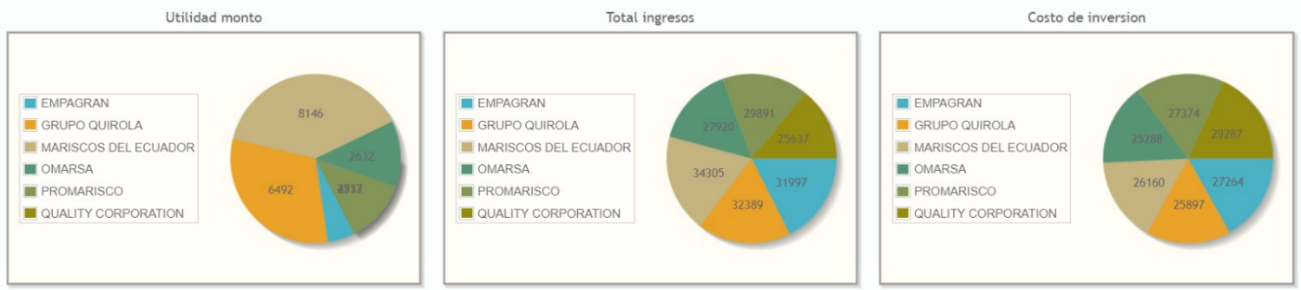 Utilidad monto
EMPAGRAN
GRUPO QUIROLA
MARISCOS DEL ECUADOR
OMARSA
PROMARISCO
QUALITY CORPORATION
8146
2632
6492
Total ingresos
EMPAGRAN
GRUPO QUIROLA
MARISCOS DEL ECUADOR
OMARSA
PROMARISCO
QUALITY CORPORATION
29891
27920
25637
34305
31997
32389
Costo de inversion
EMPAGRAN
GRUPO QUIROLA
MARISCOS DEL ECUADOR
OMARSA
PROMARISCO
QUALITY CORPORATION
27374
29287
25288
26160
27264
25897